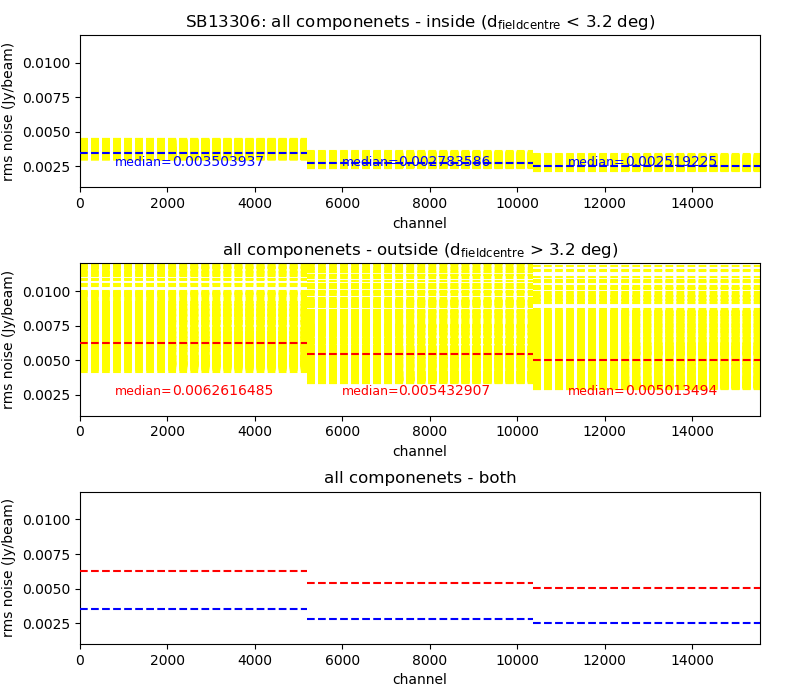 SB13306: all componenets - inside (dfieldcentre < 3.2 deg)
rms noise (Jy/beam)
0.0100
0.0075
0.0050
0.0025
median=0.003503937 median=0.002783586 median=0.002519225
0 2000 4000 6000 8000 10000 12000 14000
channel
all componenets - outside (dfieldcentre > 3.2 deg)
rms noise (Jy/beam)
0.0100
0.0075
0.0050
0.0025
median=0.0062616485 median=0.005432907 median=0.005013494
0 2000 4000 6000 8000 10000 12000 14000
channel
all componenets - both
rms noise (Jy/beam)
0.0100
0.0075
0.0050
0.0025
0 2000 4000 6000 8000 10000 12000 14000
channel